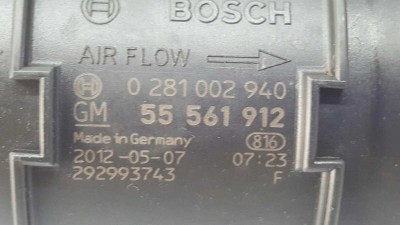 BOSCH
AIR FLOW
0 281 002 940
GM 55 561 912
Made in Germany 816
2012-05-07 07:23
292993743 F